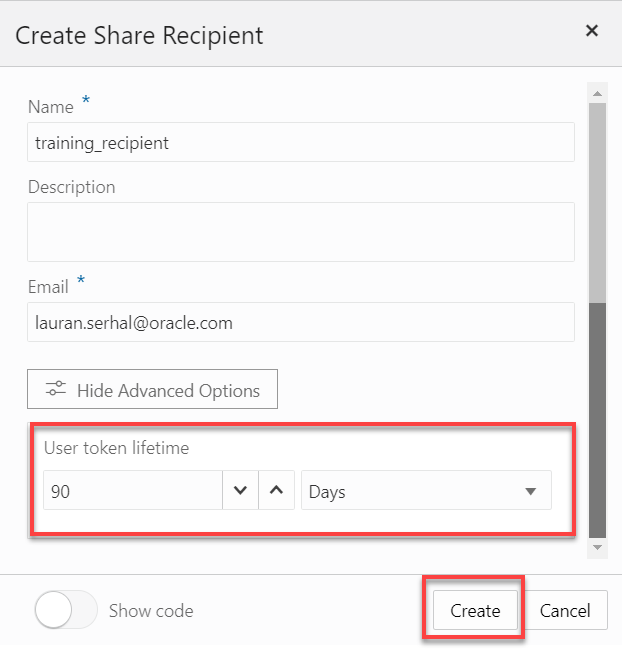 Create Share Recipient
Name *
training_recipient
Description
Email *
lauran.serhal@oracle.com
Hide Advanced Options
User token lifetime
90 Days
Show code Create Cancel